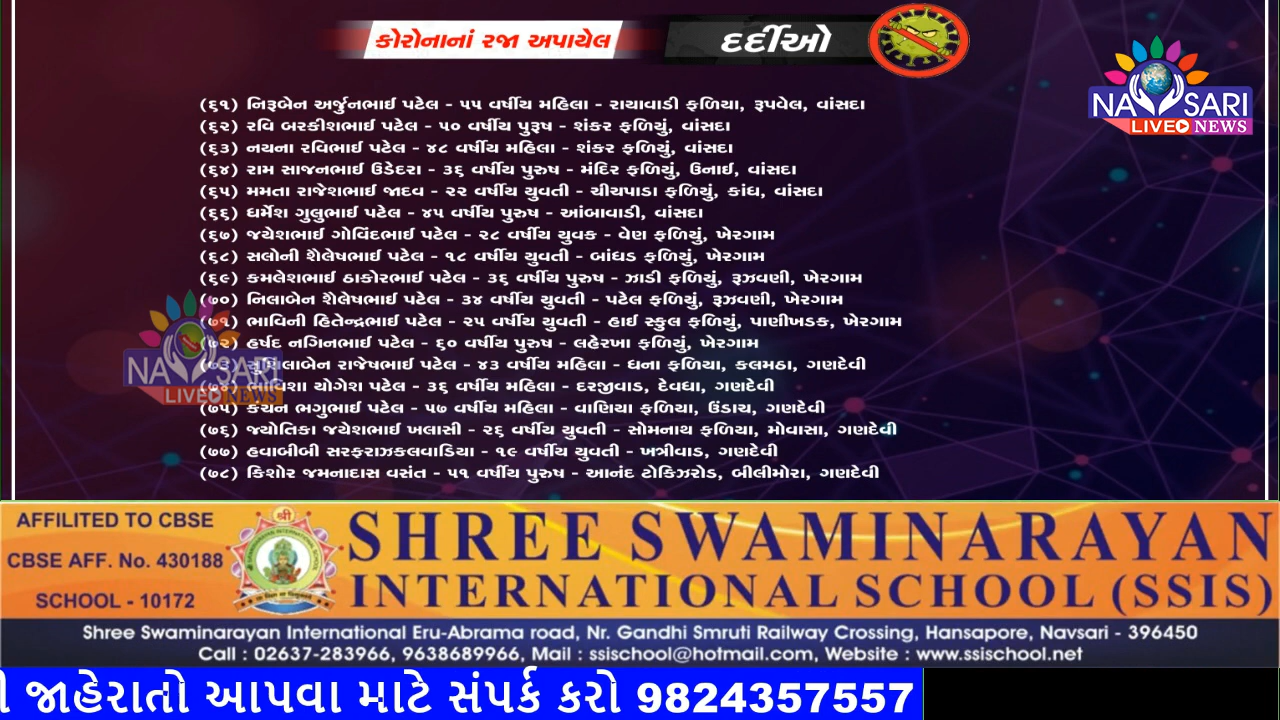 કોરોનાનાં રજા અપાયેલ દર્દીઓ
NAVSARI
LIVE NEWS
(૬૧) નિરૂબેન અર્જુનભાઈ પટેલ - ૫૫ વર્ષીય મહિલા - રાયાવાડી ફળિયા, રૂપવેલ, વાંસદા
(૬૨) રવિ બરકીશભાઈ પટેલ - ૫૦ વર્ષીય પુરૂષ - શંકર ફળિયું, વાંસદા
(૬૩) નયના રવિભાઈ પટેલ - ૪૮ વર્ષીય મહિલા - શંકર ફળિયું, વાંસદા
(૬૪) રામ સાજનભાઈ ઉડેદરા - ૩૬ વર્ષીય પુરુષ - મંદિર ફળિયું, ઉનાઈ, વાંસદા
(૬૫) મમતા રાજેશભાઈ જાદવ - ૨૨ વર્ષીય યુવતી - ચીચપાડા ફળિયું, કાંધ, વાંસદા
(૬૬) ધર્મેશ ગુલુભાઈ પટેલ - ૪૫ વર્ષીય પુરુષ - આંબાવાડી, વાંસદા
(૬૭) જયેશભાઈ ગોવિંદભાઈ પટેલ - ૨૮ વર્ષીય યુવક - વેણ ફળિયું, ખેરગામ
(૬૮) સલોની શૈલેષભાઈ પટેલ - ૧૮ વર્ષીય યુવતી - બાંધડ ફળિયું, ખેરગામ
(૬૯) કમલેશભાઈ ઠાકોરભાઈ પટેલ - ૩૬ વર્ષીય પુરુષ - ઝાડી ફળિયું, રૂઝવણી, ખેરગામ
(૭૦) નિલાબેન શૈલેષભાઈ પટેલ - ૩૪ વર્ષીય યુવતી - પટેલ ફળિયું, રૂઝવણી, ખેરગામ
(૭૧) ભાવિની હિતેન્દ્રભાઈ પટેલ - ૨૫ વર્ષીય યુવતી - હાઈ સ્કુલ ફળિયું, પાણીખડક, ખેરગામ
(૭૨) હર્ષદ નગિનભાઈ પટેલ - ૬૦ વર્ષીય પુરુષ - લહેરખા ફળિયું, ખેરગામ
(૭૩) સુશિલાબેન રાજેષભાઈ પટેલ - ૪૩ વર્ષીય મહિલા - ધના ફળિયા, કલમઠા, ગણદેવી
(૭૪) ભાવિશા યોગેશ પટેલ - ૩૬ વર્ષીય મહિલા - દરજીવાડ, દેવધા, ગણદેવી
(૭૫) કંચન ભગુભાઈ પટેલ - ૫૭ વર્ષીય મહિલા - વાણિયા ફળિયા, ઉંડાચ, ગણદેવી
(૭૬) જ્યોતિકા જયેશભાઈ ખલાસી - ૨૬ વર્ષીય યુવતી - સોમનાથ ફળિયા, મોવાસા, ગણદેવી
(૭૭) હવાબીબી સરફરાઝકલવાડિયા - ૧૯ વર્ષીય યુવતી - ખત્રીવાડ, ગણદેવી
(૭૮) કિશોર જમનાદાસ વસંત - ૫૧ વર્ષીય પુરુષ - આનંદ ટોકિઝરોડ, બીલીમોરા, ગણદેવી
NAVSARI
LIVE NEWS
AFFILITED TO CBSE
CBSE AFF. No. 430188
SCHOOL - 10172
શ્રી
SHREE SWAMINARAYAN
INTERNATIONAL SCHOOL (SSIS)
Shree Swaminarayan International Eru-Abrama road, Nr. Gandhi Smruti Railway Crossing, Hansapore, Navsari - 396450
Call : 02637-283966, 9638689966, Mail : ssischool@hotmail.com, Website : www.ssischool.net
જાહેરાતો આપવા માટે સંપર્ક કરો 9824357557